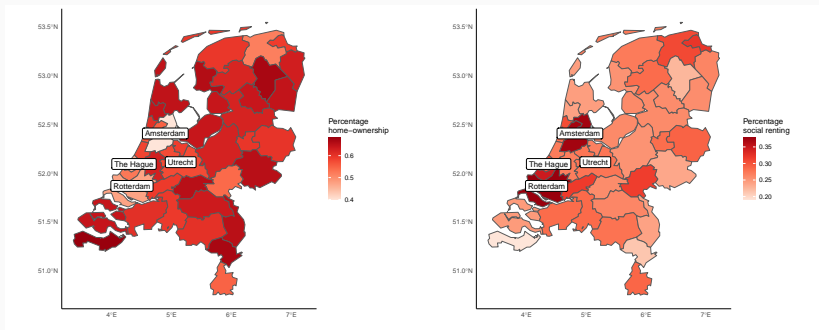 53.5°N
53.0°N
52.5°N
52.0°N
51.5°N
51.0°N
4°E
5°E
6°E
7°E
Amsterdam
The Hague
Utrecht
Rotterdam
Percentage
home−ownership
0.6
0.5
0.4
53.5°N
53.0°N
52.5°N
52.0°N
51.5°N
51.0°N
4°E
5°E
6°E
7°E
Amsterdam
The Hague
Utrecht
Rotterdam
Percentage
social renting
0.35
0.30
0.25
0.20